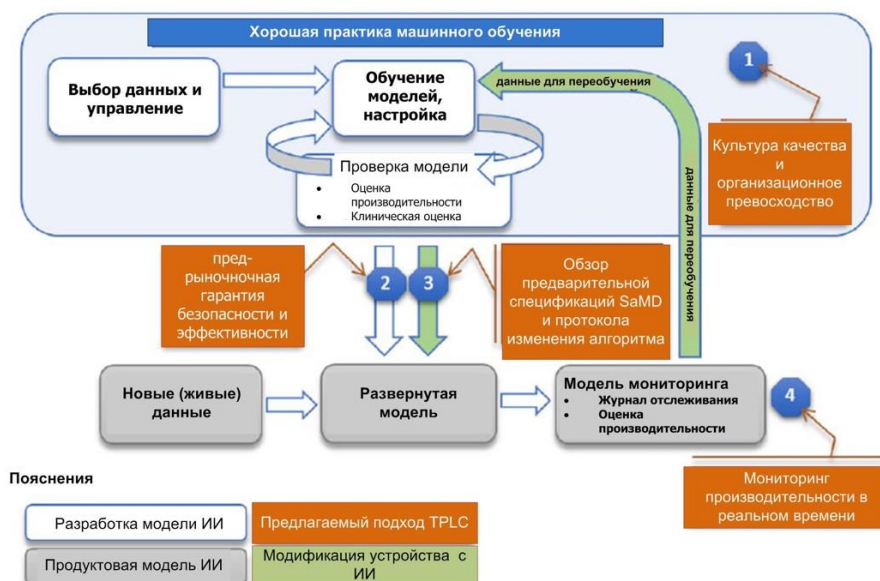 Хорошая практика машинного обучения
Выбор данных и
управление
Обучение
моделей,
настройка
данные для переобучения
1
Культура качества
и
организационное
превосходство
Проверка модели
• Оценка
производительности
• Клиническая оценка
данные для переобучения
пред-
рыночночная
гарантия
безопасности и
эффективности
2
3
Обзор
предварительной
спецификаций SaMD
и протокола
изменения алгоритма
Новые (живые)
данные
Развернутая
модель
Модель мониторинга
• Журнал отслеживания
• Оценка
производительности
4
Мониторинг
производительности в
реальном времени
Пояснения
Разработка модели ИИ
Предлагаемый подход TPLC
Продуктовая модель ИИ
Модификация устройства с
ИИ